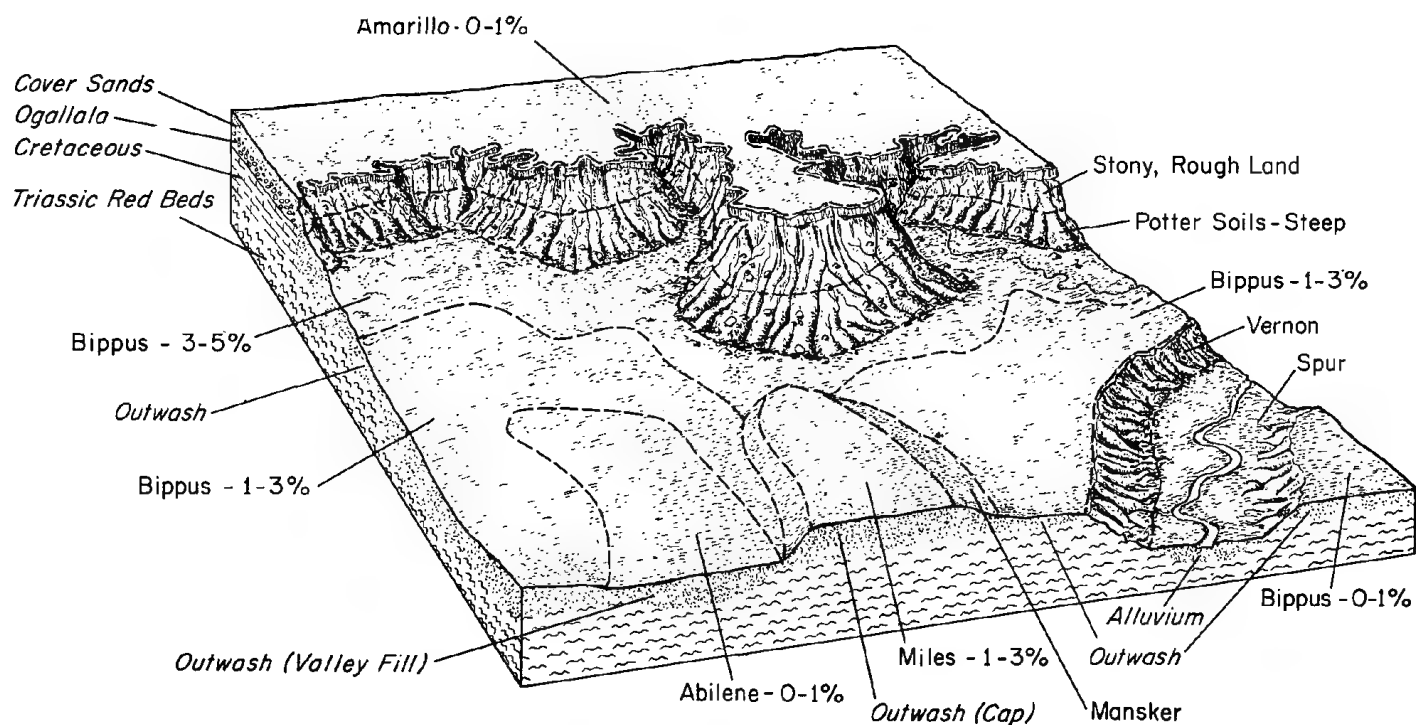 Amarillo - 0-1%
Cover Sands
Ogallala
Cretaceous
Triassic Red Beds
Stony, Rough Land
Potter Soils - Steep
Bippus - 1-3%
Vernon
Spur
Bippus - 3-5%
Outwash
Bippus - 1-3%
Bippus - 0-1%
Alluvium
Outwash
Outwash (Valley Fill)
Miles - 1-3%
Abilene - 0-1%
Outwash (Cap)
Mansker